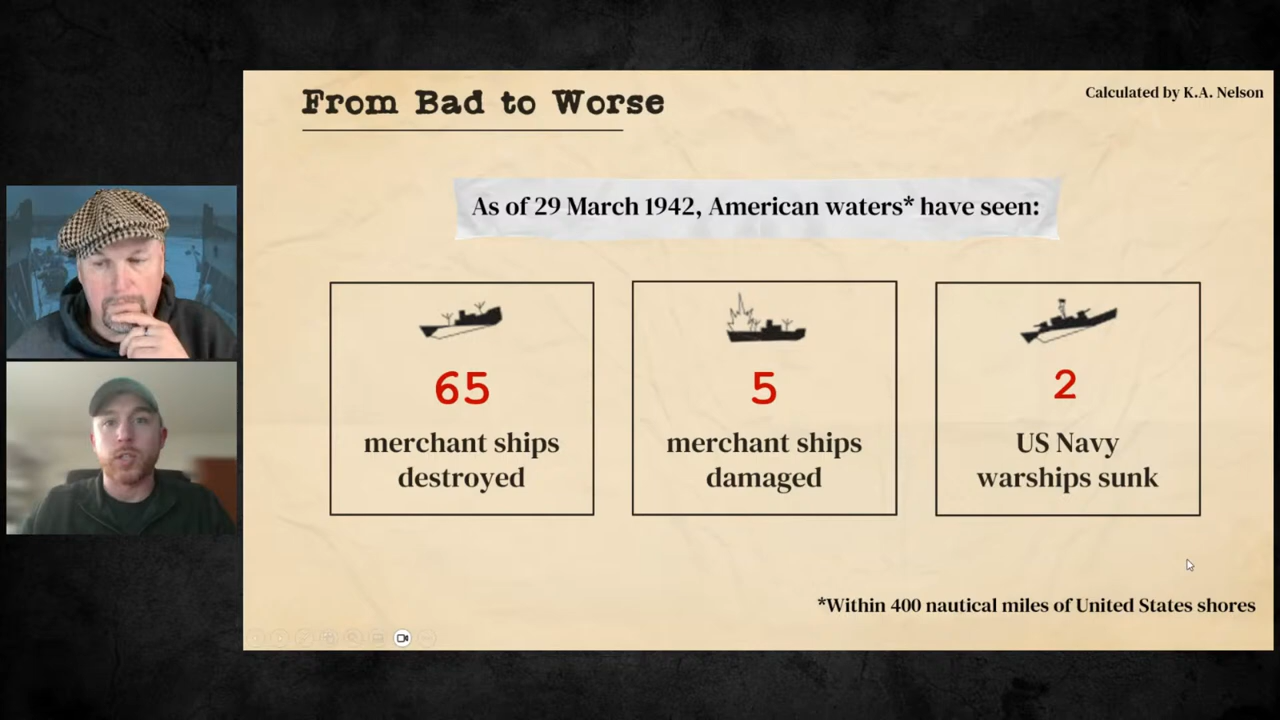 From Bad to Worse
Calculated by K.A. Nelson
As of 29 March 1942, American waters* have seen:
65
merchant ships
destroyed
5
merchant ships
damaged
2
US Navy
warships sunk
*Within 400 nautical miles of United States shores